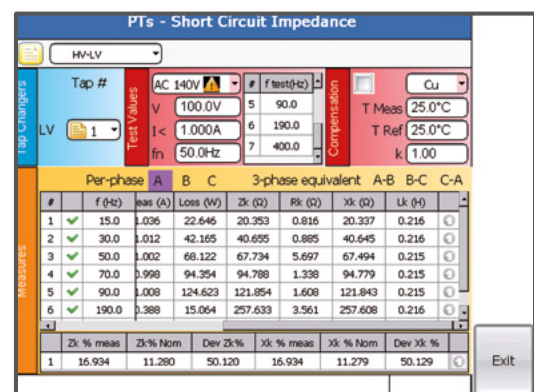 PTs - Short Circuit Impedance
HV-LV
Tap Changers
Tap #
LV 1
Test Values
AC 140V
V 100.0V
I< 1.000A
fn 50.0Hz
# f test(Hz)
5 90.0
6 190.0
7 400.0
Compensation
Cu
T Meas 25.0°C
T Ref 25.0°C
k 1.00
Measures
Per-phase A B C 3-phase equivalent A-B B-C C-A
# f (Hz) eas (A) Loss (W) Zk (Ω) Rk (Ω) Xk (Ω) Lk (H)
1 15.0 1.036 22.646 20.353 0.816 20.337 0.216
2 30.0 1.012 42.165 40.655 0.885 40.645 0.216
3 50.0 1.002 68.122 67.734 5.697 67.494 0.215
4 70.0 0.998 94.354 94.788 1.338 94.779 0.215
5 90.0 1.008 124.623 121.854 1.608 121.843 0.215
6 190.0 0.388 15.064 257.633 3.561 257.608 0.216
Zk % meas Zk% Nom Dev Zk% Xk % meas Xk % Nom Dev Xk %
1 16.934 11.280 50.120 16.934 11.279 50.129
Exit